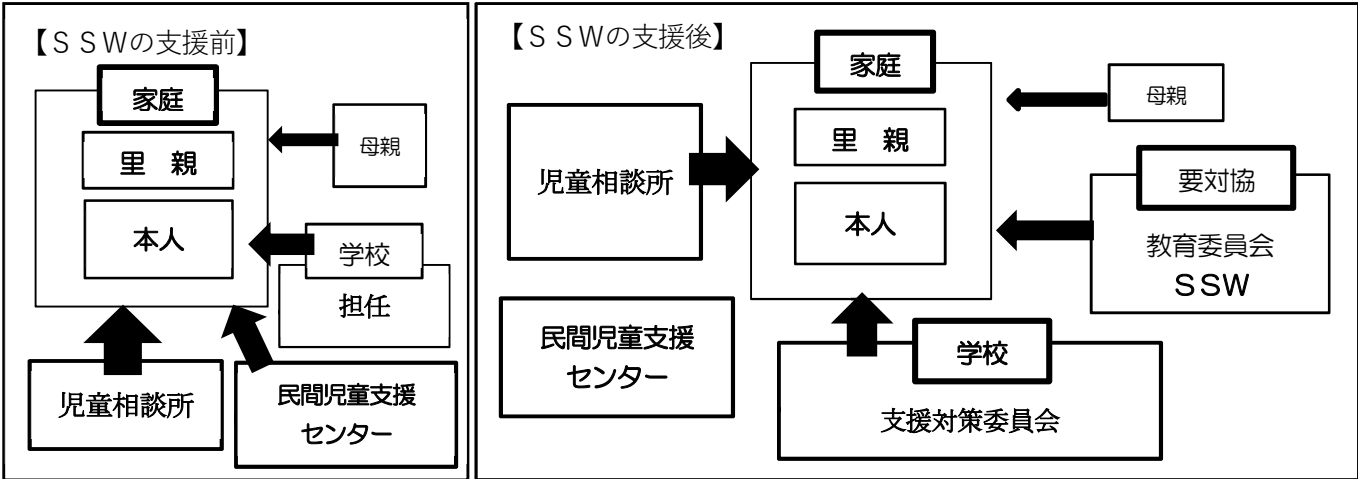 【ＳＳＷの支援前】
家庭
里　親
本人
母親
学校
担任
児童相談所
民間児童支援
センター
【ＳＳＷの支援後】
家庭
里　親
本人
母親
児童相談所
要対協
教育委員会
ＳＳＷ
民間児童支援
センター
学校
支援対策委員会